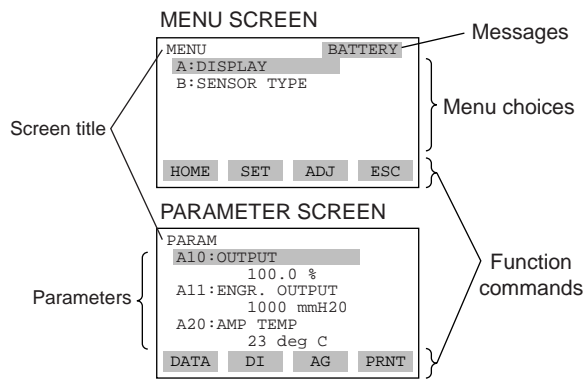 MENU SCREEN
Messages
MENU BATTERY
A:DISPLAY
B:SENSOR TYPE
Menu choices
Screen title
HOME SET ADJ ESC
PARAMETER SCREEN
PARAM
A10:OUTPUT
100.0 %
A11:ENGR. OUTPUT
1000 mmH20
A20:AMP TEMP
23 deg C
Parameters
Function
commands
DATA DI AG PRNT